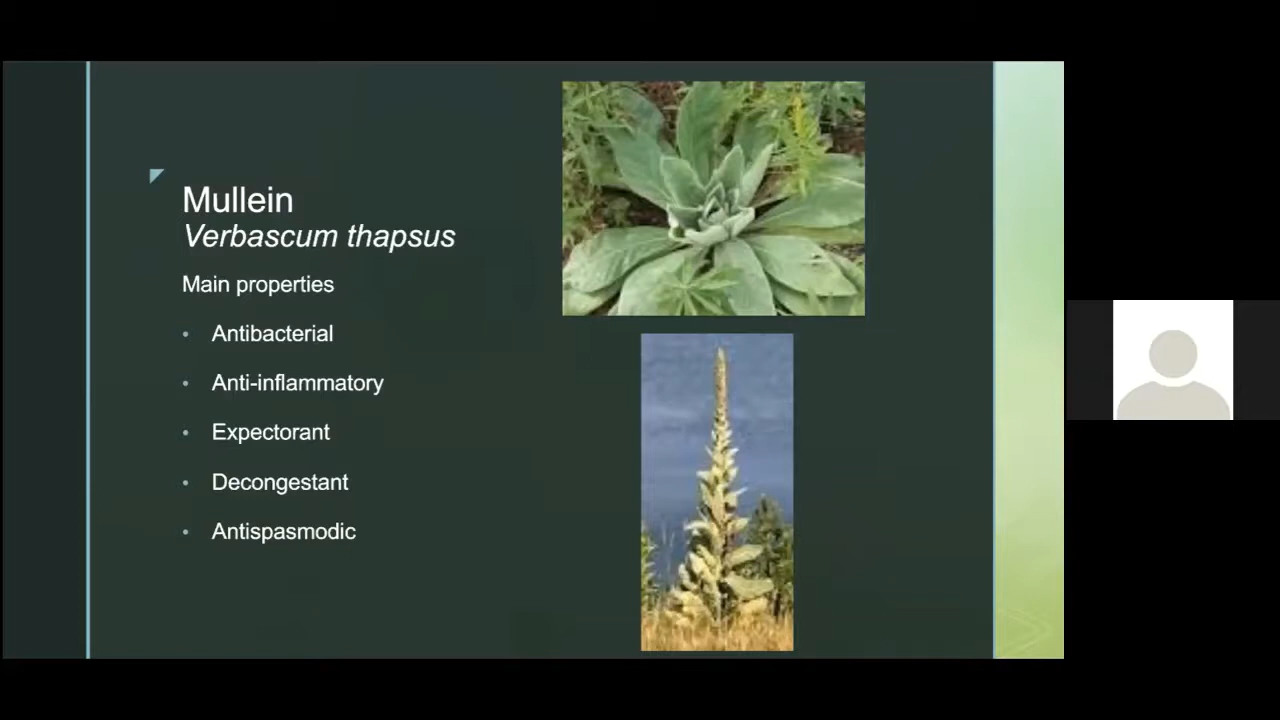 Mullein
Verbascum thapsus
Main properties
• Antibacterial
• Anti-inflammatory
• Expectorant
• Decongestant
• Antispasmodic